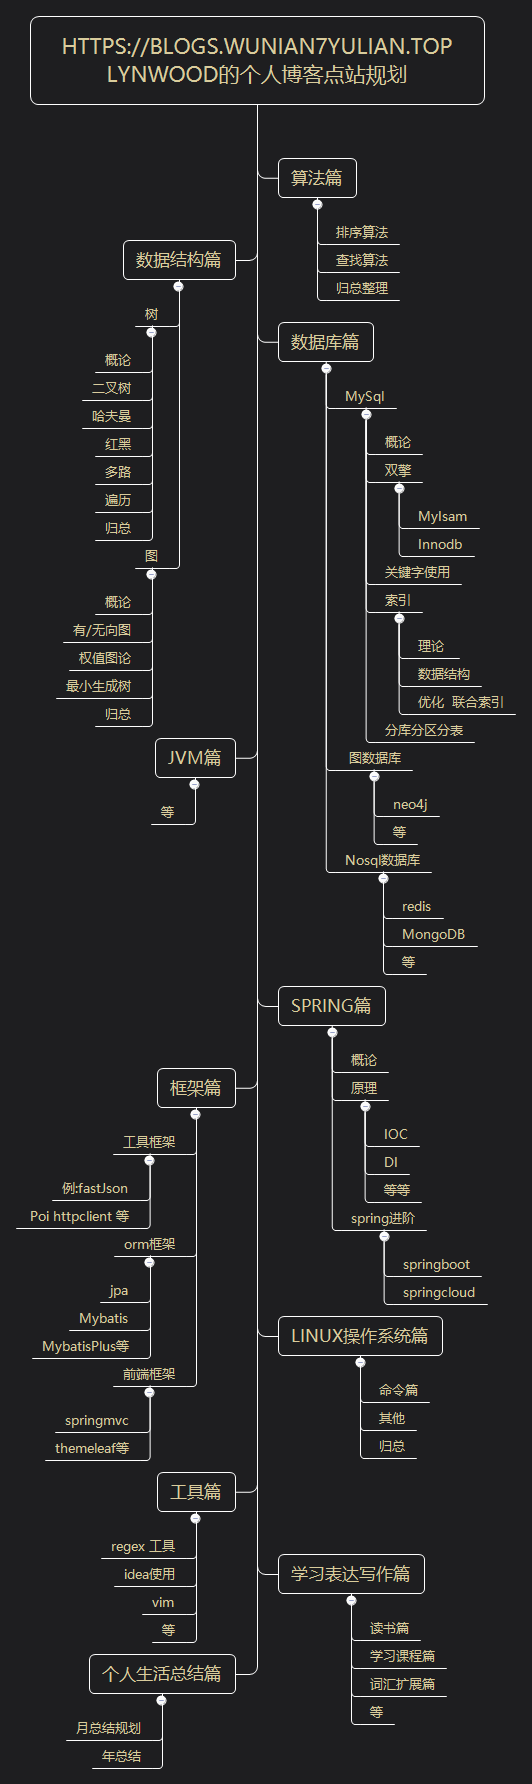 HTTPS://BLOGS.WUNIAN7YULIAN.TOP
LYNWOOD的个人博客点站规划
算法篇
排序算法
查找算法
归总整理
数据结构篇
树
概论
二叉树
哈夫曼
红黑
多路
遍历
归总
图
概论
有/无向图
权值图论
最小生成树
归总
数据库篇
MySql
概论
双擎
MyIsam
Innodb
关键字使用
索引
理论
数据结构
优化 联合索引
分库分区分表
图数据库
neo4j
等
Nosql数据库
redis
MongoDB
等
JVM篇
等
SPRING篇
概论
原理
IOC
DI
等等
spring进阶
springboot
springcloud
框架篇
工具框架
例:fastJson
Poi httpclient 等
orm框架
jpa
Mybatis
MybatisPlus等
前端框架
springmvc
themeleaf等
LINUX操作系统篇
命令篇
其他
归总
工具篇
regex 工具
idea使用
vim
等
学习表达写作篇
读书篇
学习课程篇
词汇扩展篇
等
个人生活总结篇
月总结规划
年总结